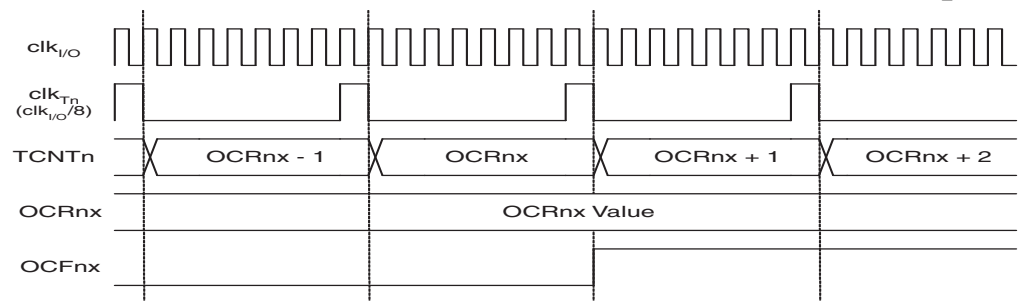 clkI/O
clkTn
(clkI/O/8)
TCNTn OCRnx - 1 OCRnx OCRnx + 1 OCRnx + 2
OCRnx OCRnx Value
OCFnx